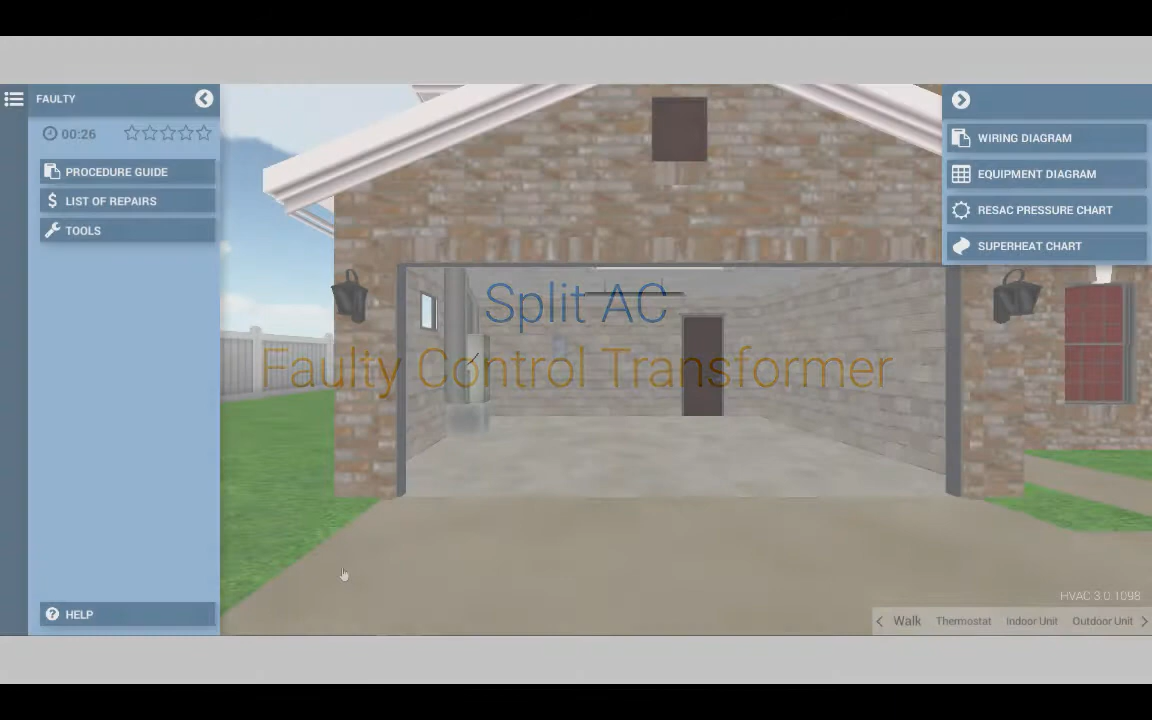 FAULTY
00:26
PROCEDURE GUIDE
LIST OF REPAIRS
TOOLS
HELP
Split AC
Faulty Control Transformer
WIRING DIAGRAM
EQUIPMENT DIAGRAM
RESAC PRESSURE CHART
SUPERHEAT CHART
HVAC 3.0.1098
Walk Thermostat Indoor Unit Outdoor Unit